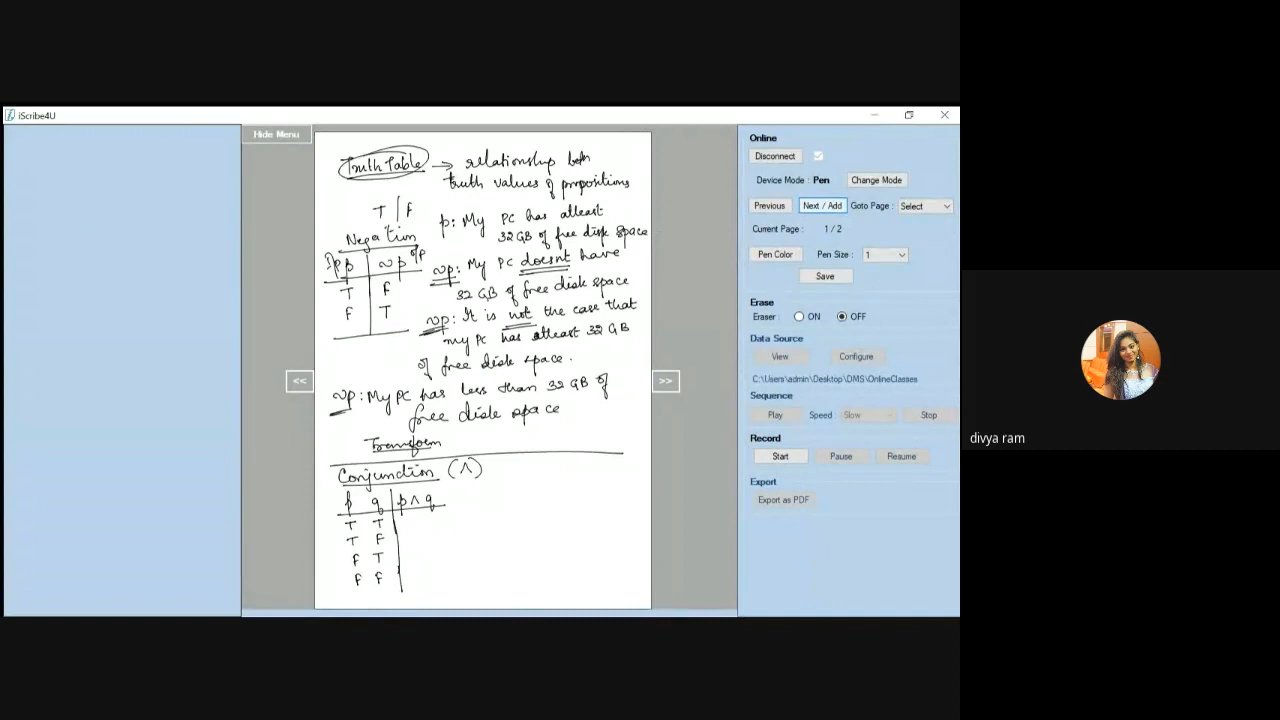 iScribe4U
Hide Menu
Truth Table → relationship betn
truth values of propositions
T | F
p: My PC has atleast
32 GB of free disk space
Negation
p ~p
T F
F T
~p: My PC doesnt have
32 GB of free disk space
~p: It is not the case that
my PC has atleast 32 GB
of free disk space.
~p: My PC has less than 32 GB of
free disk space
Transform
Conjunction (∧)
p q p ∧ q
T T
T F
F T
F F
<<
>>
Online
Disconnect
Device Mode : Pen Change Mode
Previous Next / Add Goto Page : Select
Current Page : 1 / 2
Pen Color Pen Size : 1
Save
Erase
Eraser : ON OFF
Data Source
View Configure
C:\Users\admin\Desktop\DMS\OnlineClasses
Sequence
Play Speed Slow Stop
Record
Start Pause Resume
Export
Export as PDF
divya ram